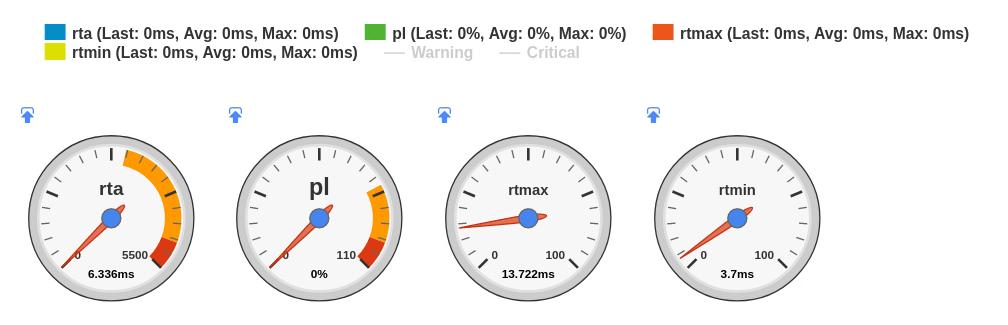 rta (Last: 0ms, Avg: 0ms, Max: 0ms) pl (Last: 0%, Avg: 0%, Max: 0%) rtmax (Last: 0ms, Avg: 0ms, Max: 0ms)
rtmin (Last: 0ms, Avg: 0ms, Max: 0ms) Warning Critical
rta pl rtmax rtmin
0 5500 0 110 0 100 0 100
6.336ms 0% 13.722ms 3.7ms